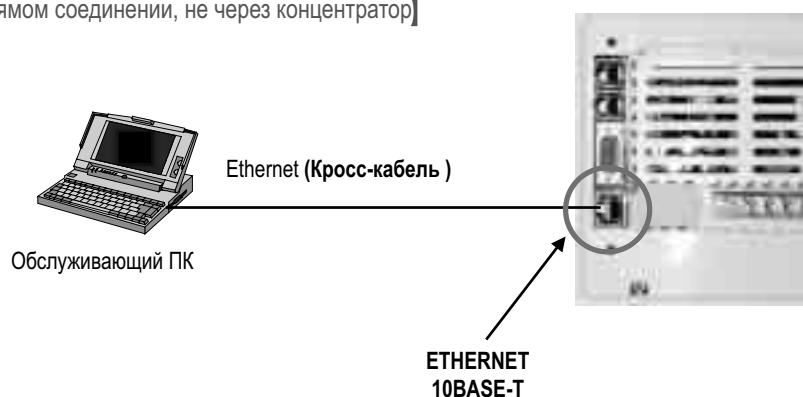 ямом соединении, не через концентратор】
Ethernet (Кросс-кабель )
Обслуживающий ПК
ETHERNET
10BASE-T